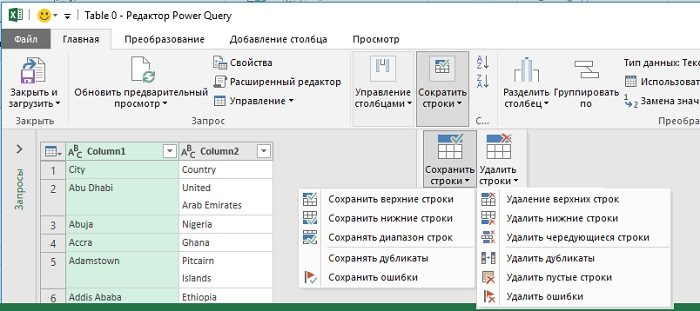 Table 0 - Редактор Power Query
Файл Главная Преобразование Добавление столбца Просмотр
Закрыть и загрузить
Закрыть
Обновить предварительный просмотр
Свойства
Расширенный редактор
Управление
Запрос
Управление столбцами
Сократить строки
С...
Разделить столбец
Группировать по
Тип данных: Текс
Использовать
Замена знач
Преобра
Запросы
Column1 Column2
1 City Country
2 Abu Dhabi United Arab Emirates
3 Abuja Nigeria
4 Accra Ghana
5 Adamstown Pitcairn Islands
6 Addis Ababa Ethiopia
Сохранить строки
Удалить строки
Сохранить верхние строки
Сохранить нижние строки
Сохранять диапазон строк
Сохранять дубликаты
Сохранить ошибки
Удаление верхних строк
Удалить нижние строки
Удалить чередующиеся строки
Удалить дубликаты
Удалить пустые строки
Удалить ошибки